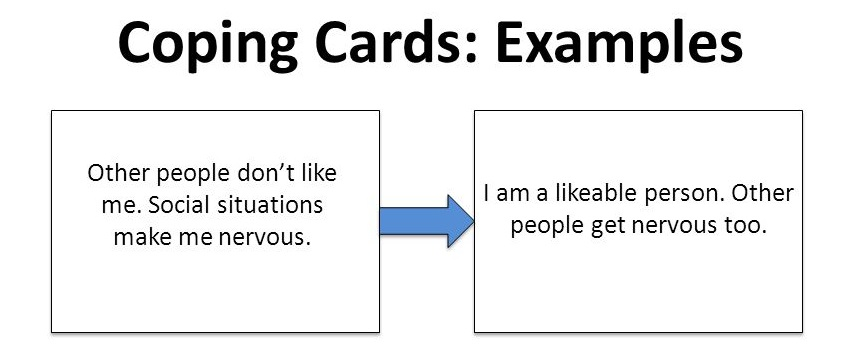 Coping Cards: Examples
Other people don’t like
me. Social situations
make me nervous.
I am a likeable person. Other
people get nervous too.